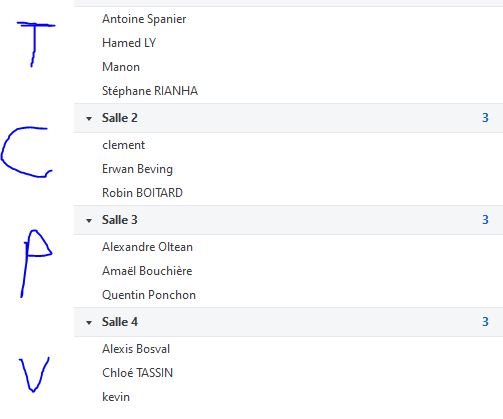 T
Antoine Spanier
Hamed LY
Manon
Stéphane RIANHA
Salle 2 3
C
clement
Erwan Beving
Robin BOITARD
Salle 3 3
P
Alexandre Oltean
Amaël Bouchière
Quentin Ponchon
Salle 4 3
V
Alexis Bosval
Chloé TASSIN
kevin